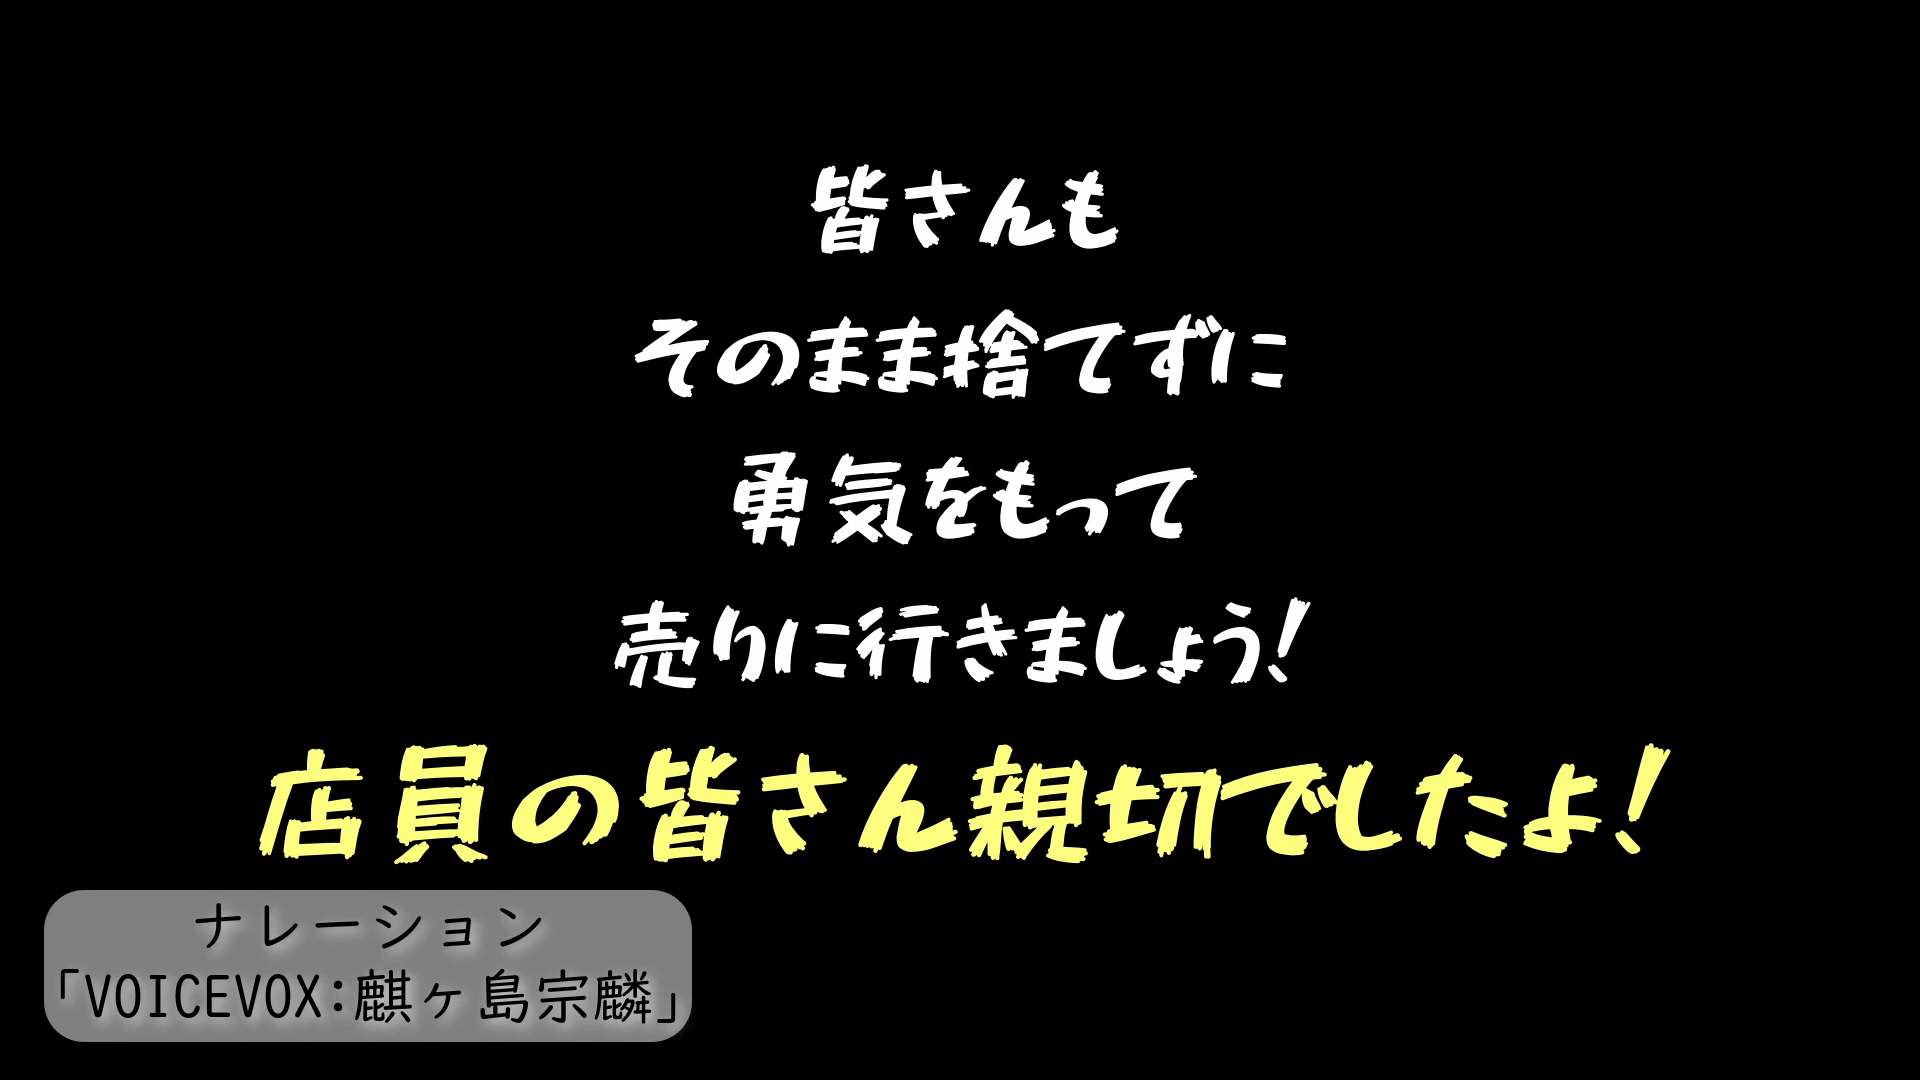 皆さんも
そのまま捨てずに
勇気をもって
売りに行きましょう!
店員の皆さん親切でしたよ!
ナレーション
「VOICEVOX:麒ヶ島宗麟」